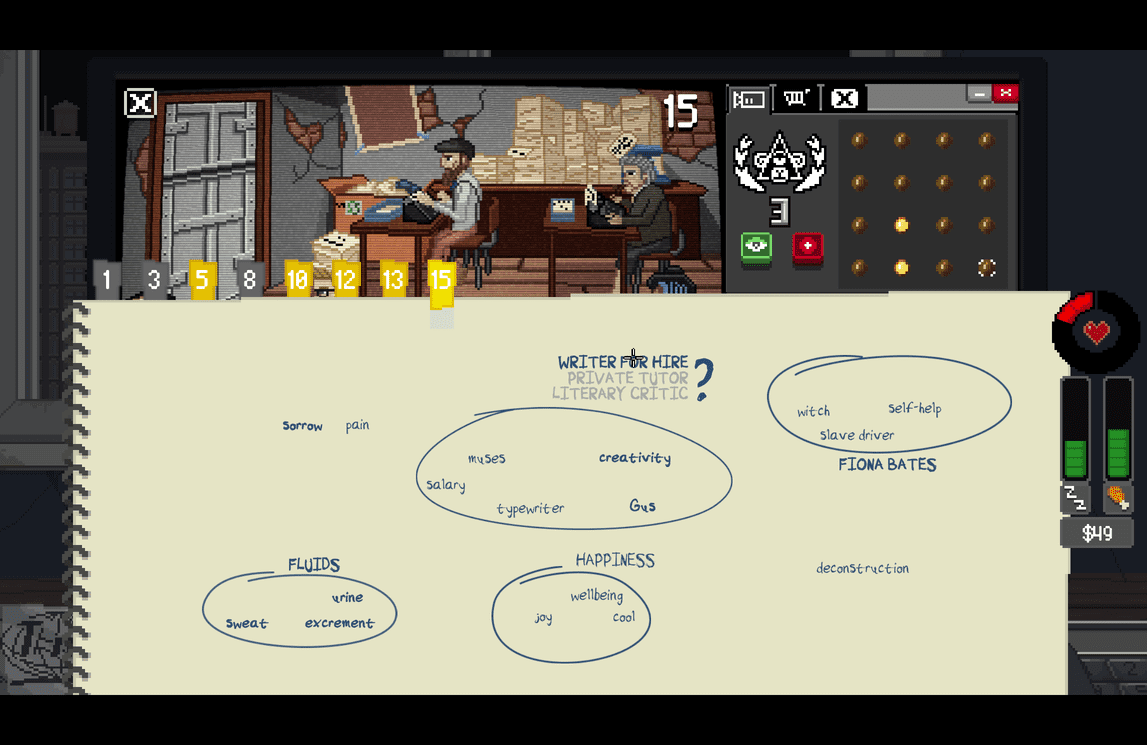 15
3
1 3 5 8 10 12 13 15
WRITER FOR HIRE
PRIVATE TUTOR
LITERARY CRITIC
?
witch self-help
slave driver
FIONA BATES
sorrow pain
muses creativity
salary
typewriter Gus
FLUIDS
urine
sweat excrement
HAPPINESS
wellbeing
joy cool
deconstruction
$49